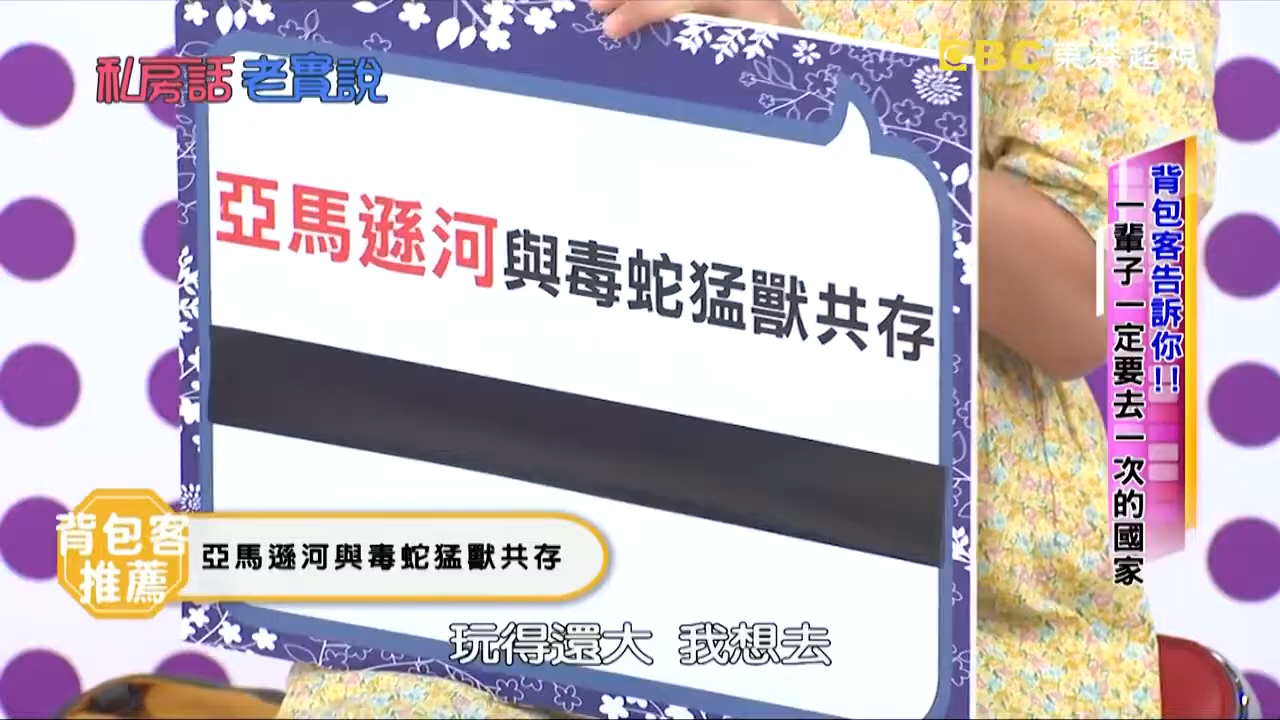 私房話老實說
EBC 東森超視
亞馬遜河與毒蛇猛獸共存
背包客告訴你!!
一輩子一定要去一次的國家
背包客
推薦
亞馬遜河與毒蛇猛獸共存
玩得還大 我想去